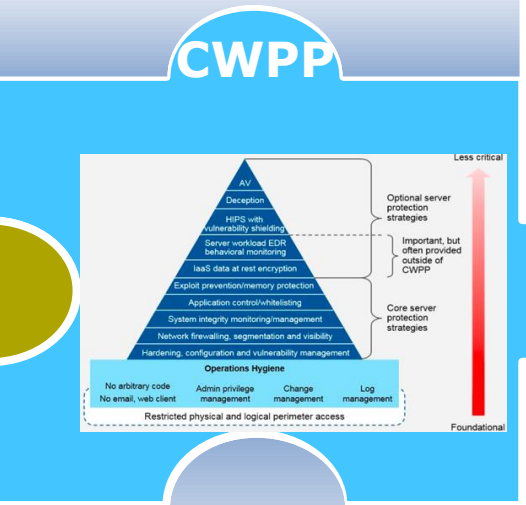 CWPP
Less critical
AV
Deception
HIPS with
vulnerability shielding
Server workload EDR
behavioral monitoring
IaaS data at rest encryption
Exploit prevention/memory protection
Application control/whitelisting
System integrity monitoring/management
Network firewalling, segmentation and visibility
Hardening, configuration and vulnerability management
Optional server
protection
strategies
Important, but
often provided
outside of
CWPP
Core server
protection
strategies
Operations Hygiene
No arbitrary code
No email, web client
Admin privilege
management
Change
management
Log
management
Restricted physical and logical perimeter access
Foundational